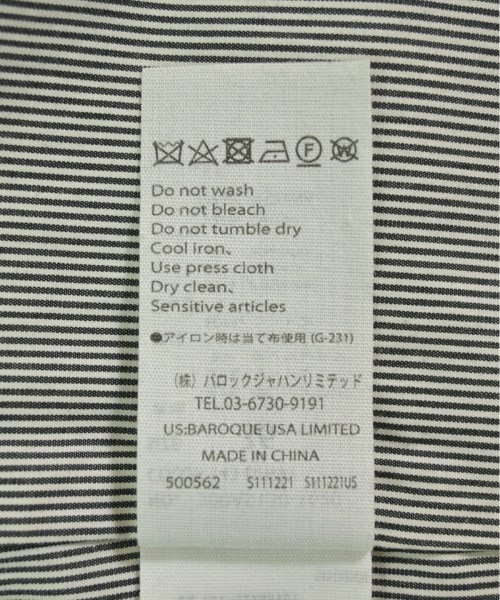 Do not wash
Do not bleach
Do not tumble dry
Cool iron、
Use press cloth
Dry clean、
Sensitive articles
●アイロン時は当て布使用 (G-231)
（株） バロックジャパンリミテッド
TEL.03-6730-9191
US:BAROQUE USA LIMITED
MADE IN CHINA
500562 S111221 S111221US